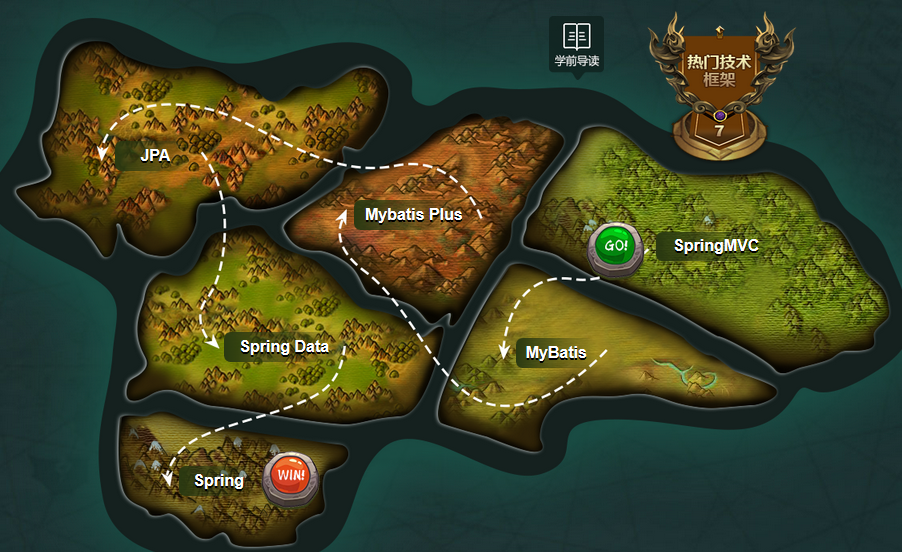 学前导读
热门技术
框架
7
JPA
Mybatis Plus
GO!
SpringMVC
Spring Data
MyBatis
Spring
WIN!